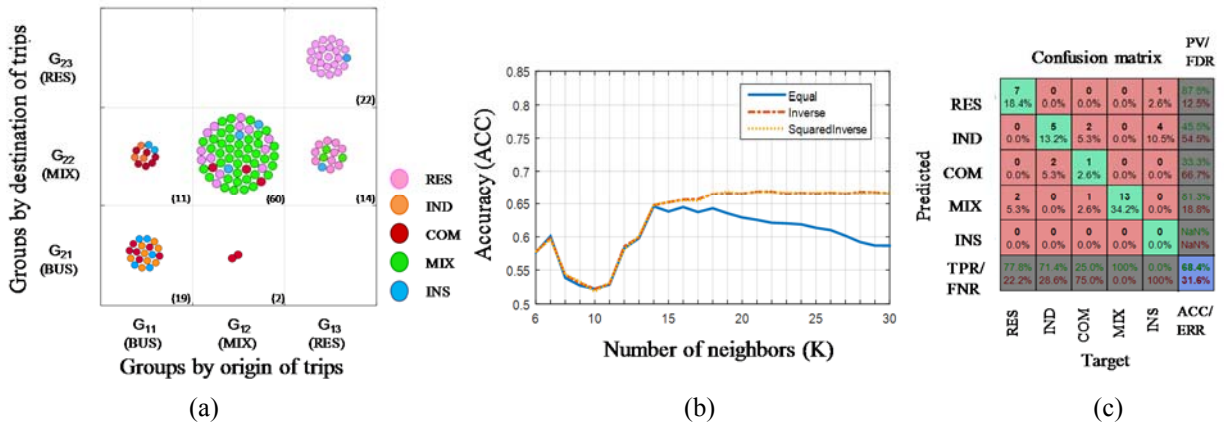 Groups by destination of trips
G23
(RES)
G22
(MIX)
G21
(BUS)
(22)
(11)
(60)
(14)
(19)
(2)
G11
(BUS)
G12
(MIX)
G13
(RES)
Groups by origin of trips
RES
IND
COM
MIX
INS
(a)
Accuracy (ACC)
0.85
0.8
0.75
0.7
0.65
0.6
0.55
0.5
6 10 15 20 25 30
Equal
Inverse
SquaredInverse
Number of neighbors (K)
(b)
Confusion matrix
PV/
FDR
Predicted
RES
7 0 0 0 1 87.5%
18.4% 0.0% 0.0% 0.0% 2.6% 12.5%
IND
0 5 2 0 4 45.5%
0.0% 13.2% 5.3% 0.0% 10.5% 54.5%
COM
0 2 1 0 0 33.3%
0.0% 5.3% 2.6% 0.0% 0.0% 66.7%
MIX
2 0 1 13 0 81.3%
5.3% 0.0% 2.6% 34.2% 0.0% 18.8%
INS
0 0 0 0 0 NaN%
0.0% 0.0% 0.0% 0.0% 0.0% NaN%
TPR/
FNR
77.8% 71.4% 25.0% 100% 0.0% 68.4%
22.2% 28.6% 75.0% 0.0% 100% 31.6%
RES
IND
COM
MIX
INS
ACC/
ERR
Target
(c)